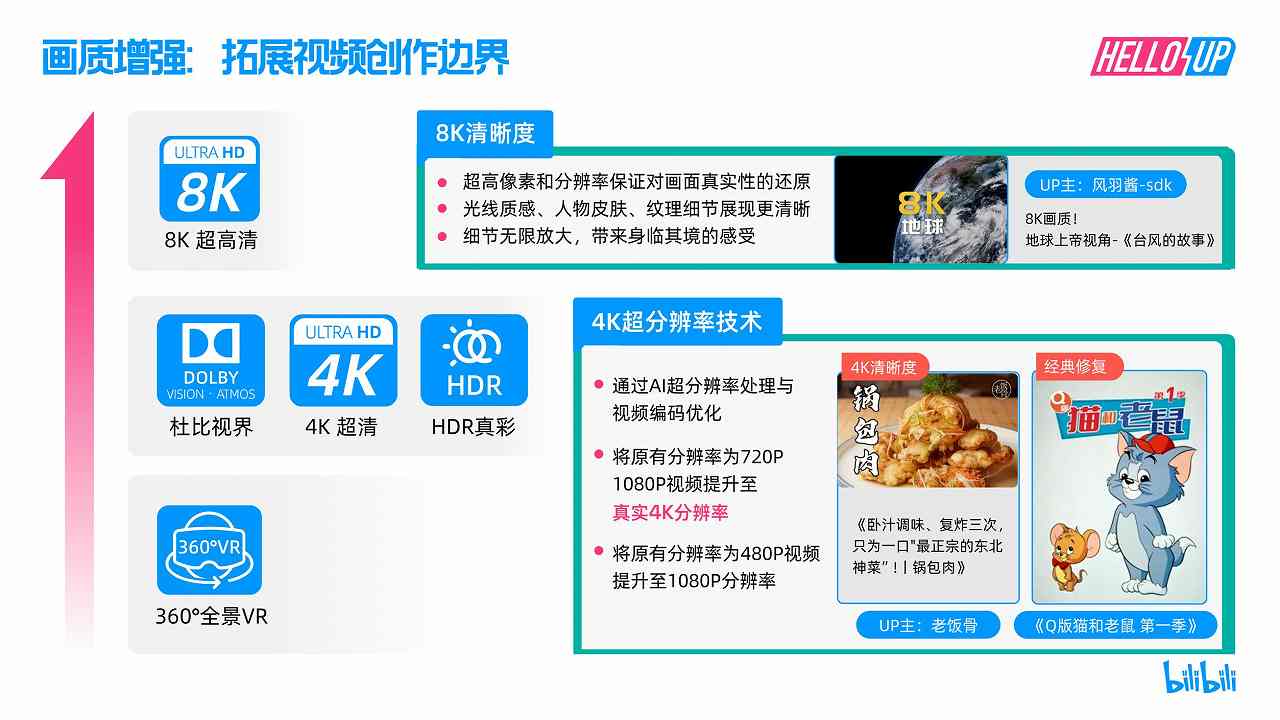 画质增强：拓展视频创作边界
HELLO UP
ULTRA HD
8K
8K 超高清
8K清晰度
超高像素和分辨率保证对画面真实性的还原
光线质感、人物皮肤、纹理细节展现更清晰
细节无限放大，带来身临其境的感受
8K
地球
UP主：风羽酱-sdk
8K画质！
地球上帝视角-《台风的故事》
DOLBY
VISION·ATMOS
杜比视界
ULTRA HD
4K
4K 超清
HDR
HDR真彩
4K超分辨率技术
通过AI超分辨率处理与
视频编码优化
将原有分辨率为720P
1080P视频提升至
真实4K分辨率
将原有分辨率为480P视频
提升至1080P分辨率
4K清晰度
锅包肉
《卧汁调味、复炸三次，
只为一口"最正宗的东北
神菜"！| 锅包肉》
UP主：老饭骨
经典修复
第1季
Q版
猫和老鼠
《Q版猫和老鼠 第一季》
360°VR
360°全景VR
bilibili